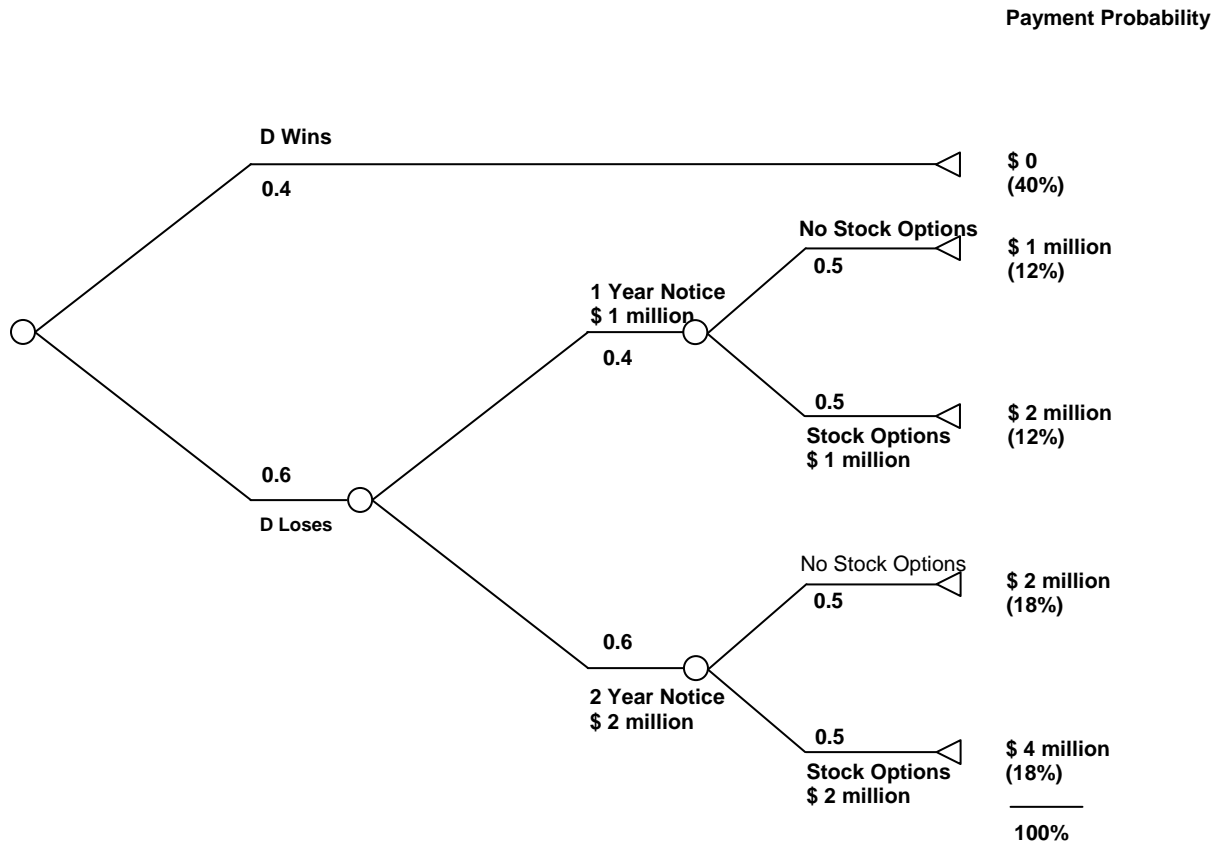 Payment Probability
D Wins
0.4
$ 0
(40%)
No Stock Options
0.5
$ 1 million
(12%)
1 Year Notice
$ 1 million
0.4
0.5
Stock Options
$ 1 million
$ 2 million
(12%)
0.6
D Loses
No Stock Options
0.5
$ 2 million
(18%)
0.6
2 Year Notice
$ 2 million
0.5
Stock Options
$ 2 million
$ 4 million
(18%)
100%